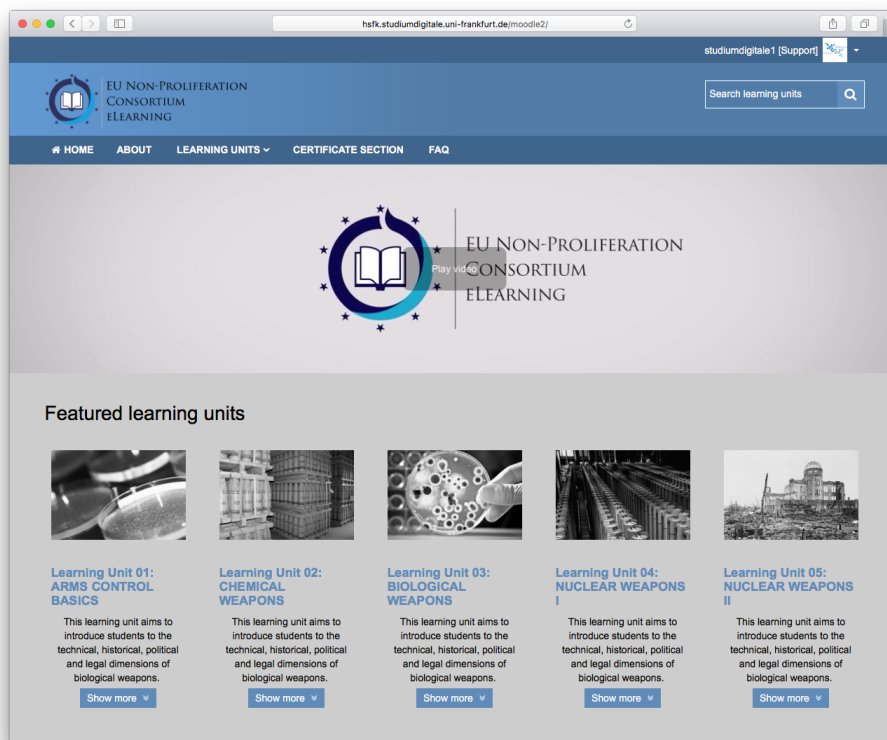 hsfk.studiumdigitale.uni-frankfurt.de/moodle2/
studiumdigitale1 [Support]
EU Non-Proliferation
Consortium
eLearning
Search learning units
HOME ABOUT LEARNING UNITS CERTIFICATE SECTION FAQ
EU Non-Proliferation
Consortium
eLearning
Play video
Featured learning units
Learning Unit 01:
ARMS CONTROL
BASICS
This learning unit aims to
introduce students to the
technical, historical, political
and legal dimensions of
biological weapons.
Show more
Learning Unit 02:
CHEMICAL
WEAPONS
This learning unit aims to
introduce students to the
technical, historical, political
and legal dimensions of
biological weapons.
Show more
Learning Unit 03:
BIOLOGICAL
WEAPONS
This learning unit aims to
introduce students to the
technical, historical, political
and legal dimensions of
biological weapons.
Show more
Learning Unit 04:
NUCLEAR WEAPONS
I
This learning unit aims to
introduce students to the
technical, historical, political
and legal dimensions of
biological weapons.
Show more
Learning Unit 05:
NUCLEAR WEAPONS
II
This learning unit aims to
introduce students to the
technical, historical, political
and legal dimensions of
biological weapons.
Show more